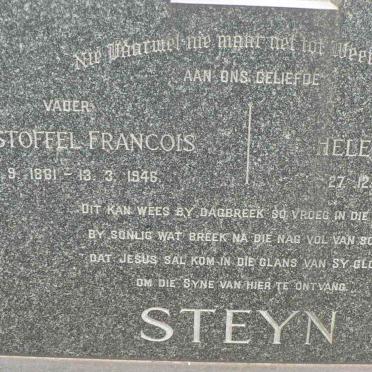 Nie Vaarwel nie maar net tot Weer
AAN ONS GELIEFDE
VADER
STOFFEL FRANCOIS
9. 1881 - 13. 3. 1946.
HELE
27. 12.
DIT KAN WEES BY DAGBREEK SO VROEG IN DIE
BY SONLIG WAT BREEK NA DIE NAG VOL VAN SO
DAT JESUS SAL KOM IN DIE GLANS VAN SY GLO
OM DIE SYNE VAN HIER TE ONTVANG.
STEYN